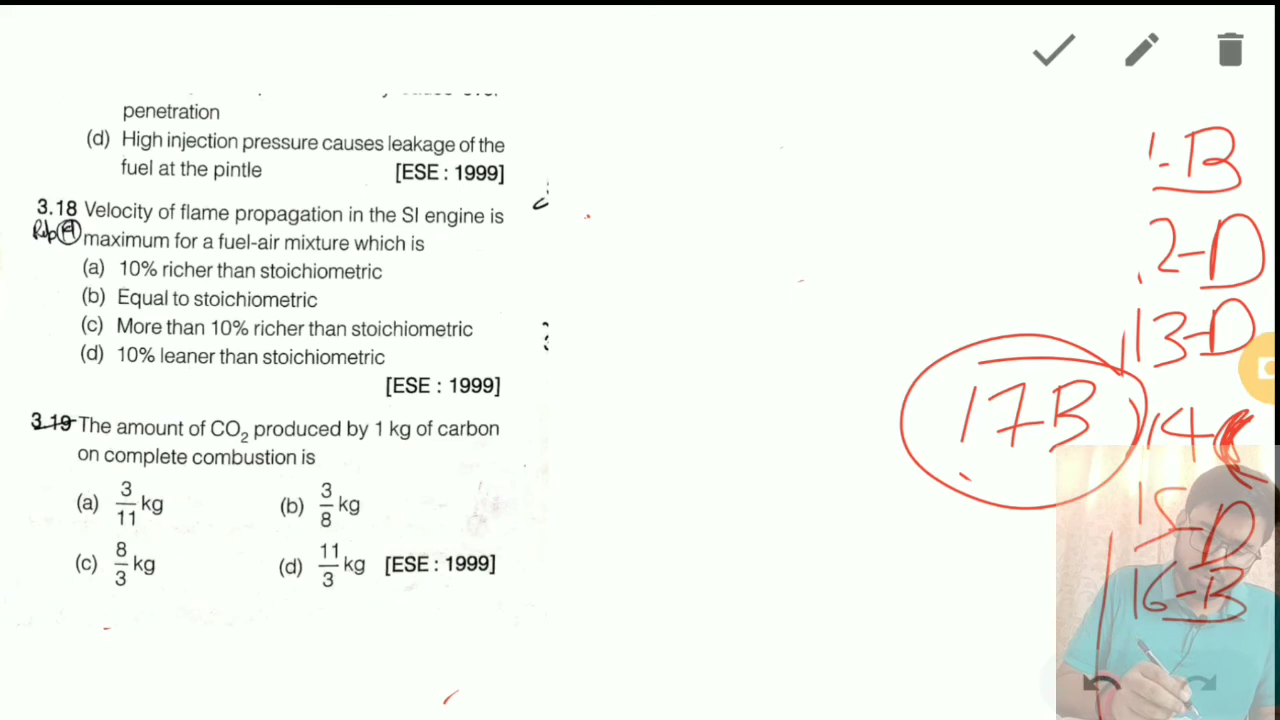 penetration
(d) High injection pressure causes leakage of the
fuel at the pintle [ESE : 1999]
3.18 Velocity of flame propagation in the SI engine is
maximum for a fuel-air mixture which is
(a) 10% richer than stoichiometric
(b) Equal to stoichiometric
(c) More than 10% richer than stoichiometric
(d) 10% leaner than stoichiometric
[ESE : 1999]
3.19 The amount of CO₂ produced by 1 kg of carbon
on complete combustion is
(a) 3/11 kg (b) 3/8 kg
(c) 8/3 kg (d) 11/3 kg [ESE : 1999]
1-B
2-D
13-D
17B
14
15-D
16-B